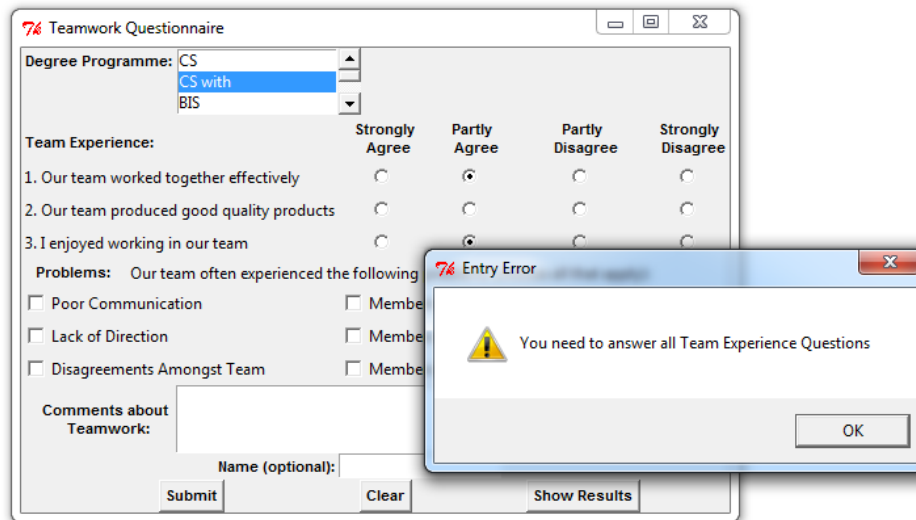 Teamwork Questionnaire
Degree Programme:
CS
CS with
BIS
Team Experience:
Strongly Agree
Partly Agree
Partly Disagree
Strongly Disagree
1. Our team worked together effectively
2. Our team produced good quality products
3. I enjoyed working in our team
Problems: Our team often experienced the following
Poor Communication
Lack of Direction
Disagreements Amongst Team
Comments about Teamwork:
Name (optional):
Submit
Clear
Show Results
Entry Error
You need to answer all Team Experience Questions
OK